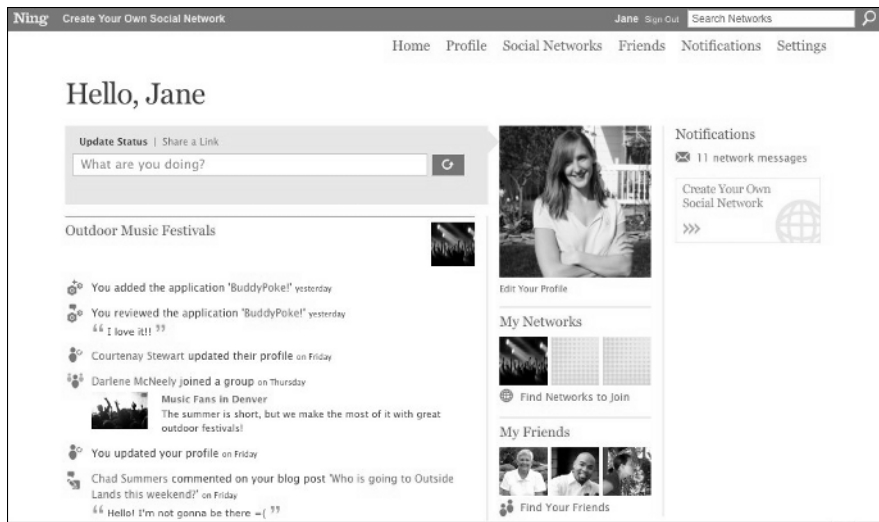 Ning Create Your Own Social Network Jane Sign Out Search Networks
Home Profile Social Networks Friends Notifications Settings
Hello, Jane
Update Status | Share a Link
What are you doing?
Outdoor Music Festivals
You added the application 'BuddyPoke!' yesterday
You reviewed the application 'BuddyPoke!' yesterday
“ I love it!! ”
Courtenay Stewart updated their profile on Friday
Darlene McNeely joined a group on Thursday
Music Fans in Denver
The summer is short, but we make the most of it with great
outdoor festivals!
You updated your profile on Friday
Chad Summers commented on your blog post 'Who is going to Outside
Lands this weekend?' on Friday
“ Hello! I'm not gonna be there =( ”
Edit Your Profile
My Networks
Find Networks to Join
My Friends
Find Your Friends
Notifications
11 network messages
Create Your Own
Social Network
>>>